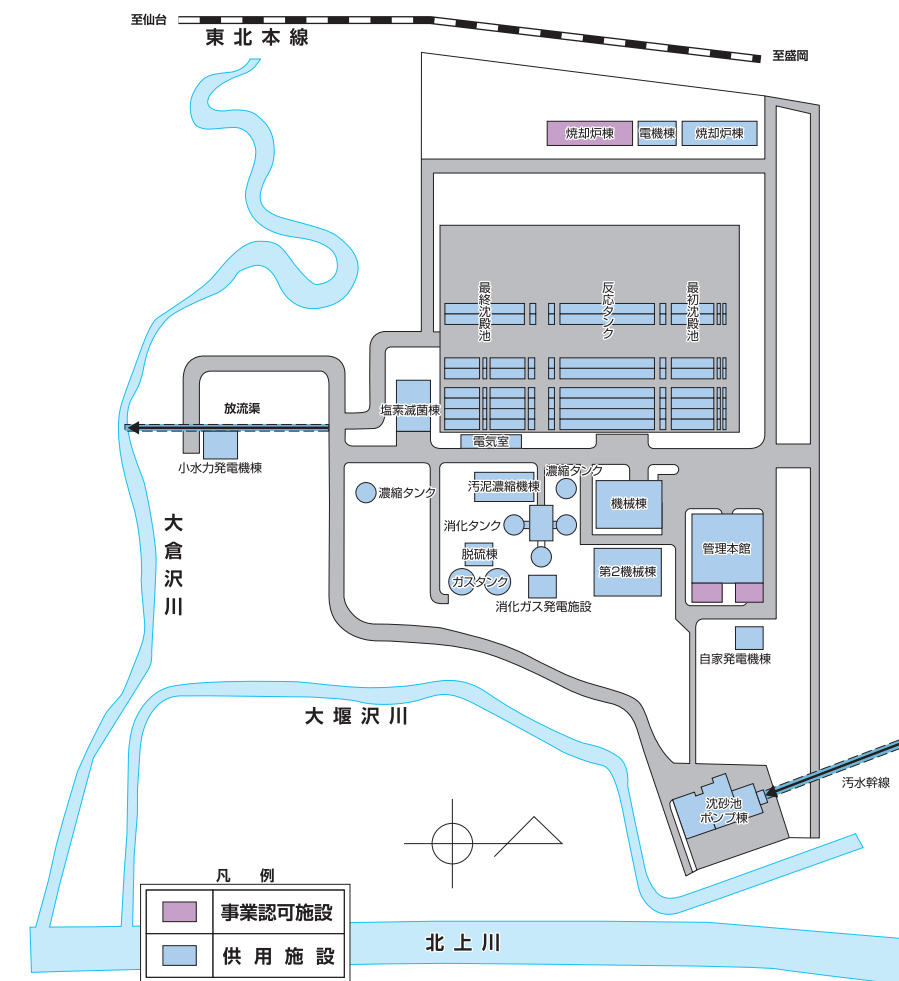 至仙台
東北本線
至盛岡
焼却炉棟
電機棟
焼却炉棟
最終沈殿池
反応タンク
最初沈殿池
放流渠
塩素滅菌棟
電気室
小水力発電機棟
濃縮タンク
汚泥濃縮機棟
濃縮タンク
機械棟
消化タンク
管理本館
脱硫棟
ガスタンク
第2機械棟
消化ガス発電施設
大倉沢川
自家発電機棟
大堰沢川
汚水幹線
沈砂池
ポンプ棟
凡例
事業認可施設
供用施設
北上川